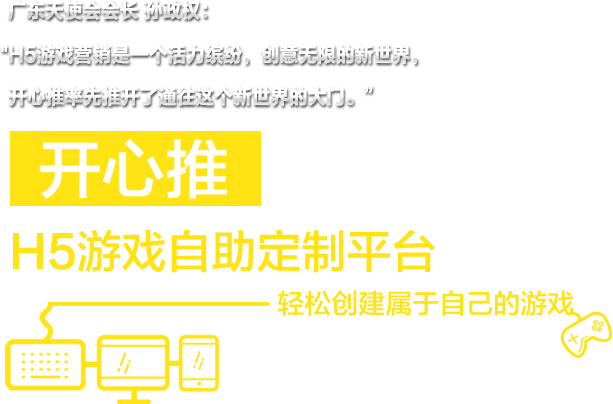 广东天使会会长 孙政权：
“H5游戏营销是一个活力缤纷，创意无限的新世界，
开心推率先推开了通往这个新世界的大门。”
开心推
H5游戏自助定制平台
轻松创建属于自己的游戏